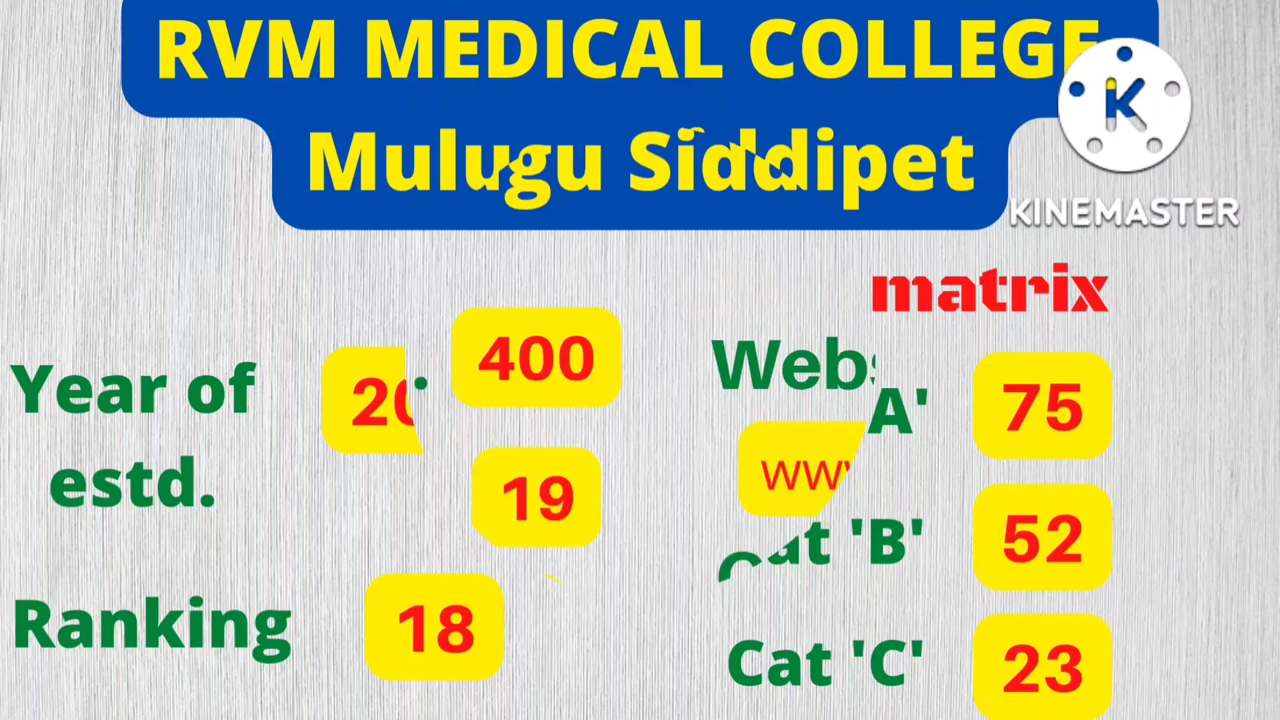 RVM MEDICAL COLLEGE
Mulugu Siddipet
K
KINEMASTER
matrix
400
Year of
estd.
19
Ranking
18
A'
75
Cat 'B'
52
Cat 'C'
23